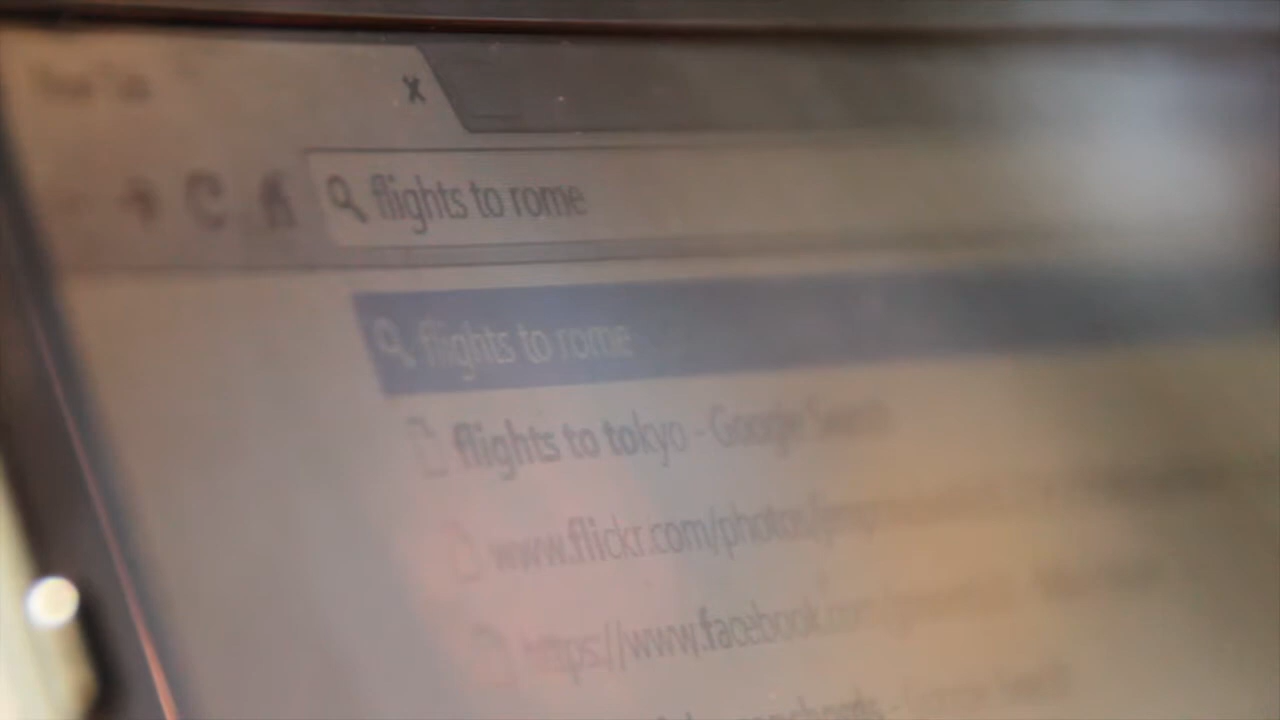 x
flights to rome
flights to rome
flights to tokyo - Google Search
www.flickr.com/photos/
https://www.facebook.com/